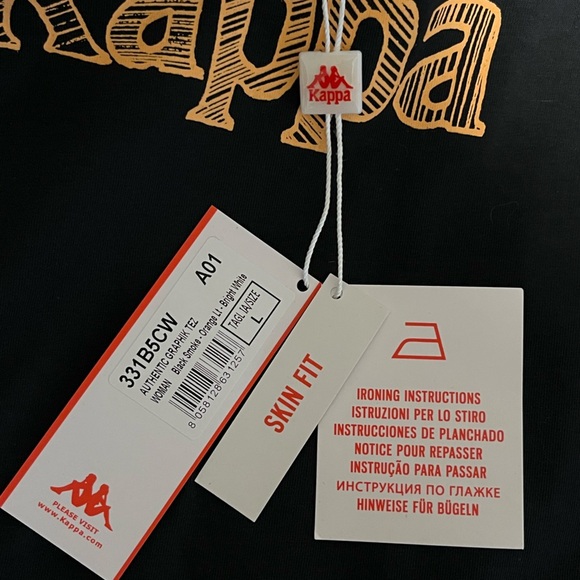 Kappa
Kappa
331B5CW A01
AUTHENTIC GRAPHIK TEZ
WOMAN Black Smoke - Orange Lt - Bright White
TAGLIA/SIZE
L
8 058128 631257
PLEASE VISIT
www.Kappa.com
SKIN FIT
IRONING INSTRUCTIONS
ISTRUZIONI PER LO STIRO
INSTRUCCIONES DE PLANCHADO
NOTICE POUR REPASSER
INSTRUÇÃO PARA PASSAR
ИНСТРУКЦИЯ ПО ГЛАЖКЕ
HINWEISE FÜR BÜGELN